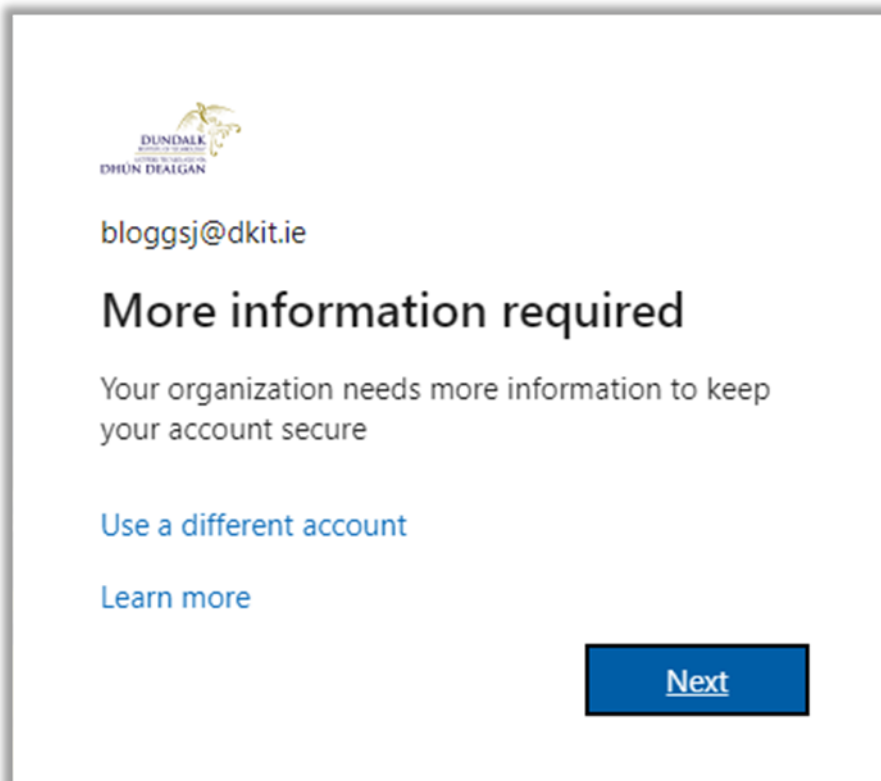 DUNDALK
DHÚN DEALGAN
bloggsj@dkit.ie
More information required
Your organization needs more information to keep
your account secure
Use a different account
Learn more
Next